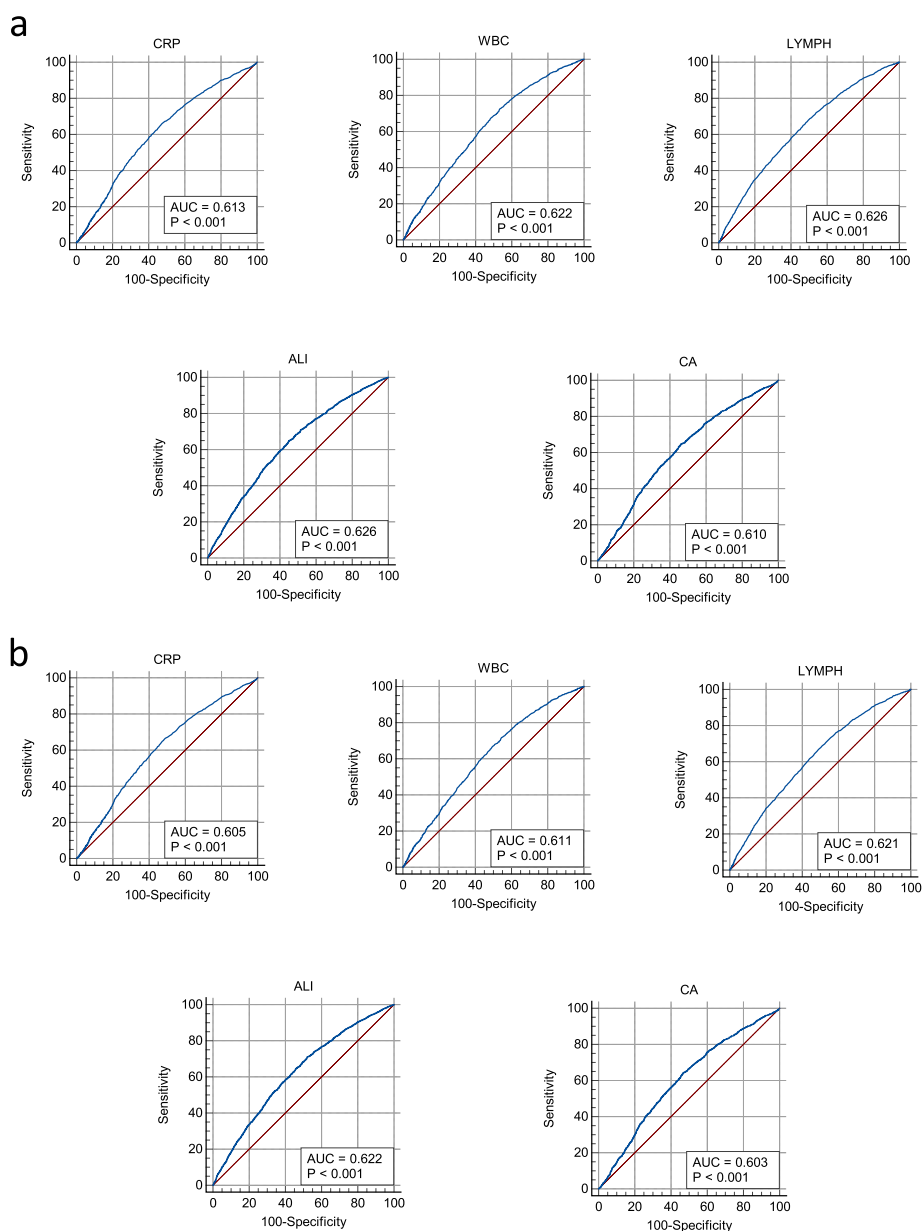 a
CRP
100
80
60
40
20
0
Sensitivity
AUC = 0.613
P < 0.001
0 20 40 60 80 100
100-Specificity
WBC
100
80
60
40
20
0
Sensitivity
AUC = 0.622
P < 0.001
0 20 40 60 80 100
100-Specificity
LYMPH
100
80
60
40
20
0
Sensitivity
AUC = 0.626
P < 0.001
0 20 40 60 80 100
100-Specificity
ALI
100
80
60
40
20
0
Sensitivity
AUC = 0.626
P < 0.001
0 20 40 60 80 100
100-Specificity
CA
100
80
60
40
20
0
Sensitivity
AUC = 0.610
P < 0.001
0 20 40 60 80 100
100-Specificity
b
CRP
100
80
60
40
20
0
Sensitivity
AUC = 0.605
P < 0.001
0 20 40 60 80 100
100-Specificity
WBC
100
80
60
40
20
0
Sensitivity
AUC = 0.611
P < 0.001
0 20 40 60 80 100
100-Specificity
LYMPH
100
80
60
40
20
0
Sensitivity
AUC = 0.621
P < 0.001
0 20 40 60 80 100
100-Specificity
ALI
100
80
60
40
20
0
Sensitivity
AUC = 0.622
P < 0.001
0 20 40 60 80 100
100-Specificity
CA
100
80
60
40
20
0
Sensitivity
AUC = 0.603
P < 0.001
0 20 40 60 80 100
100-Specificity